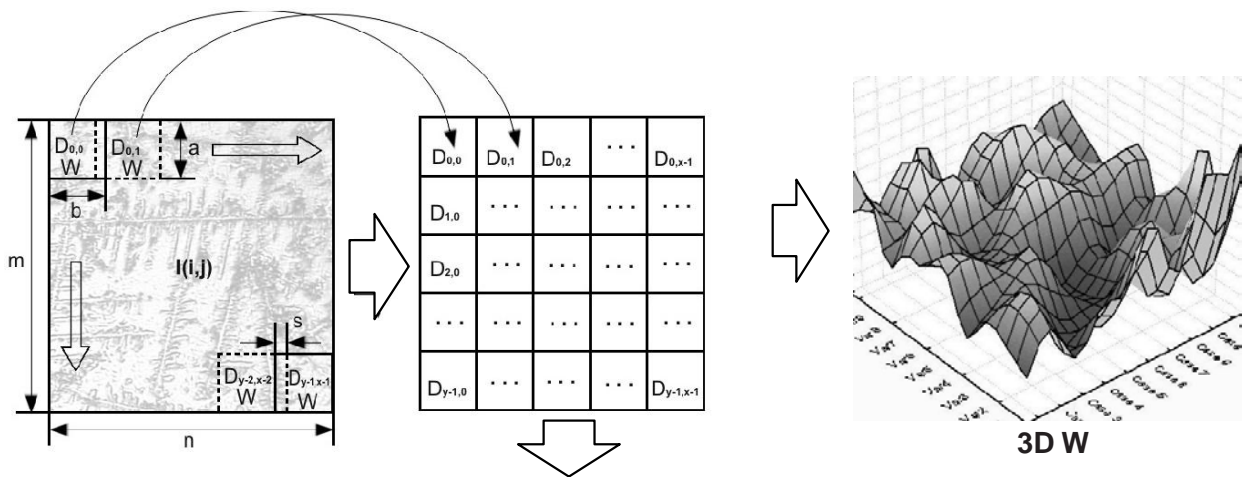 D0,0 W
D0,1 W
a
b
m
I(i,j)
s
Dy-2,x-2 W
Dy-1,x-1 W
n
D0,0 D0,1 D0,2 ··· D0,x-1
D1,0 ··· ··· ··· ···
D2,0 ··· ··· ··· ···
··· ··· ··· ··· ···
Dy-1,0 ··· ··· ··· Dy-1,x-1
3D W